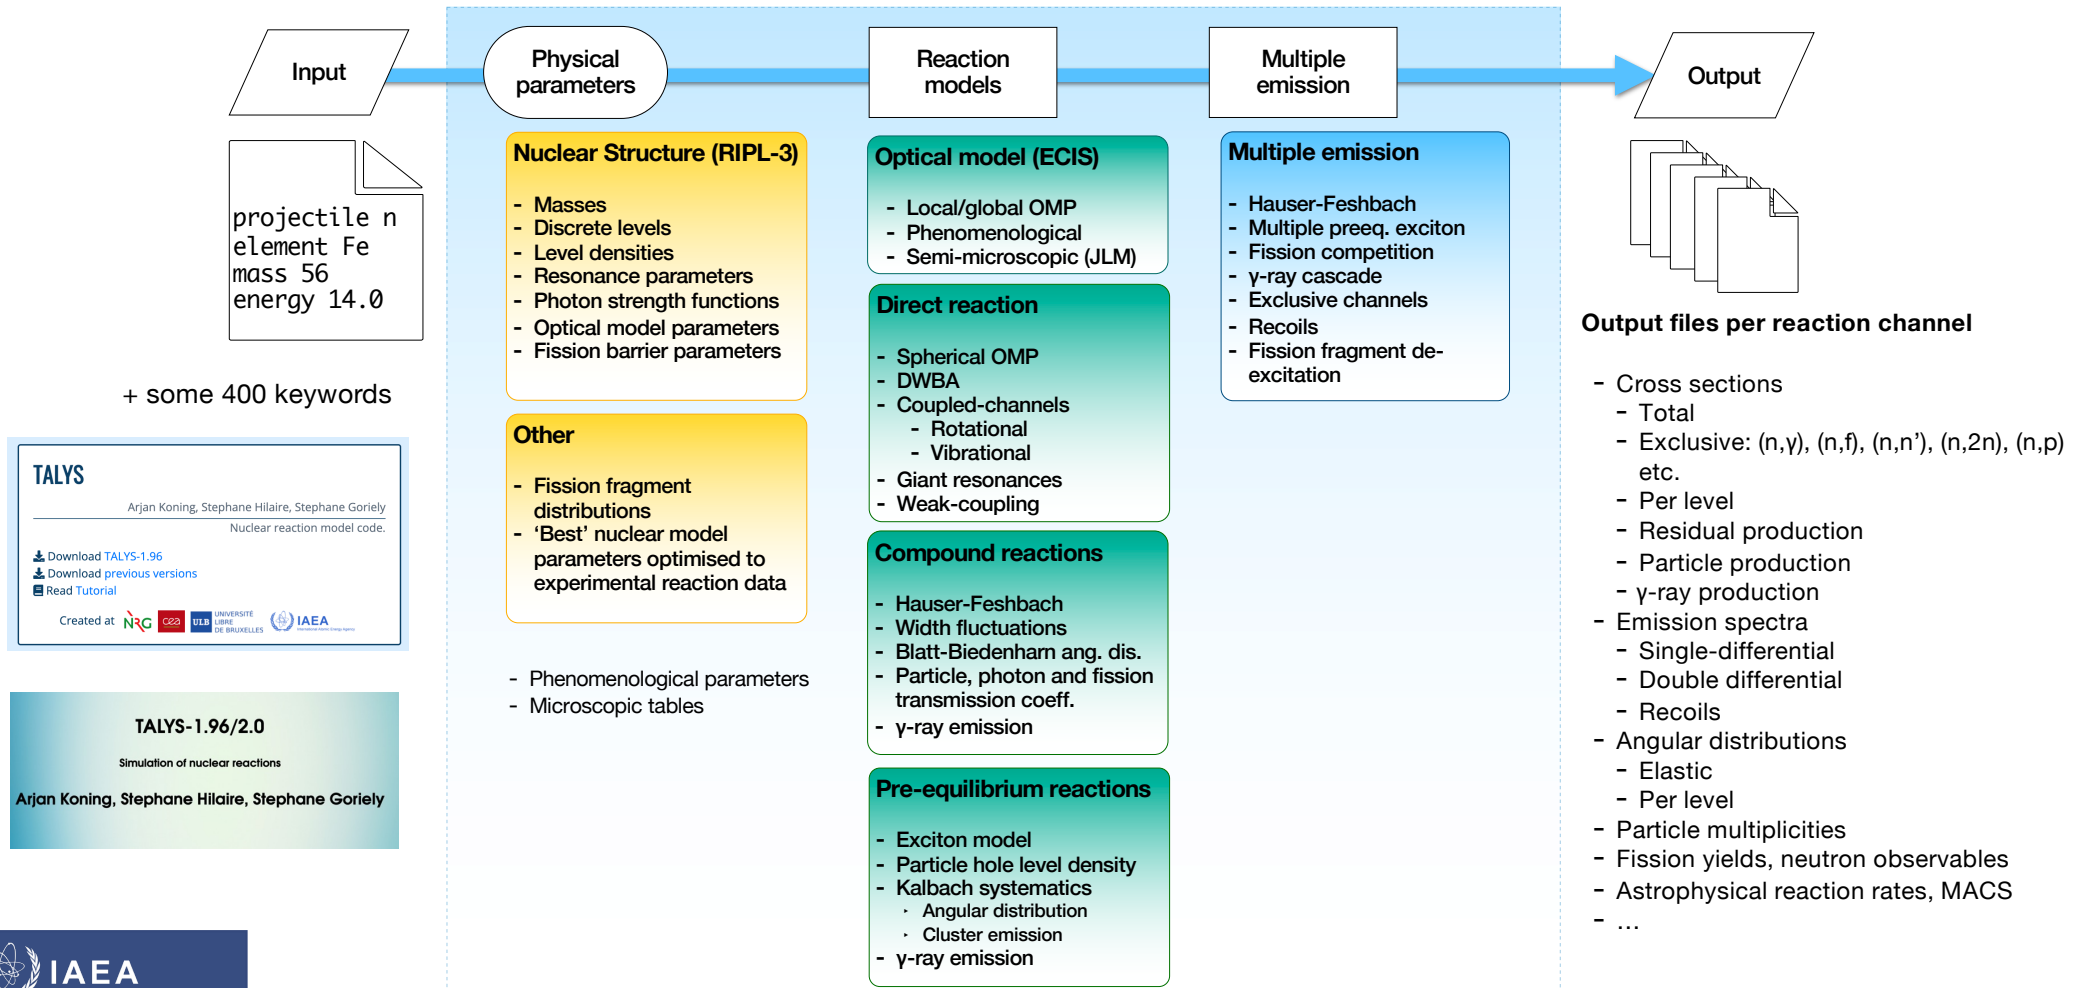 Input
Physical
parameters
Reaction
models
Multiple
emission
Output
projectile n
element Fe
mass 56
energy 14.0
+ some 400 keywords
TALYS
Arjan Koning, Stephane Hilaire, Stephane Goriely
Nuclear reaction model code.
Download TALYS-1.96
Download previous versions
Read Tutorial
Created at NRG cea ULB UNIVERSITÉ
LIBRE
DE BRUXELLES
IAEA
International Atomic Energy Agency
TALYS-1.96/2.0
Simulation of nuclear reactions
Arjan Koning, Stephane Hilaire, Stephane Goriely
IAEA
Nuclear Structure (RIPL-3)
- Masses
- Discrete levels
- Level densities
- Resonance parameters
- Photon strength functions
- Optical model parameters
- Fission barrier parameters
Other
- Fission fragment
distributions
- ‘Best’ nuclear model
parameters optimised to
experimental reaction data
- Phenomenological parameters
- Microscopic tables
Optical model (ECIS)
- Local/global OMP
- Phenomenological
- Semi-microscopic (JLM)
Direct reaction
- Spherical OMP
- DWBA
- Coupled-channels
- Rotational
- Vibrational
- Giant resonances
- Weak-coupling
Compound reactions
- Hauser-Feshbach
- Width fluctuations
- Blatt-Biedenharn ang. dis.
- Particle, photon and fission
transmission coeff.
- γ-ray emission
Pre-equilibrium reactions
- Exciton model
- Particle hole level density
- Kalbach systematics
‣ Angular distribution
‣ Cluster emission
- γ-ray emission
Multiple emission
- Hauser-Feshbach
- Multiple preeq. exciton
- Fission competition
- γ-ray cascade
- Exclusive channels
- Recoils
- Fission fragment de-
excitation
Output files per reaction channel
- Cross sections
- Total
- Exclusive: (n,γ), (n,f), (n,n’), (n,2n), (n,p)
etc.
- Per level
- Residual production
- Particle production
- γ-ray production
- Emission spectra
- Single-differential
- Double differential
- Recoils
- Angular distributions
- Elastic
- Per level
- Particle multiplicities
- Fission yields, neutron observables
- Astrophysical reaction rates, MACS
- …